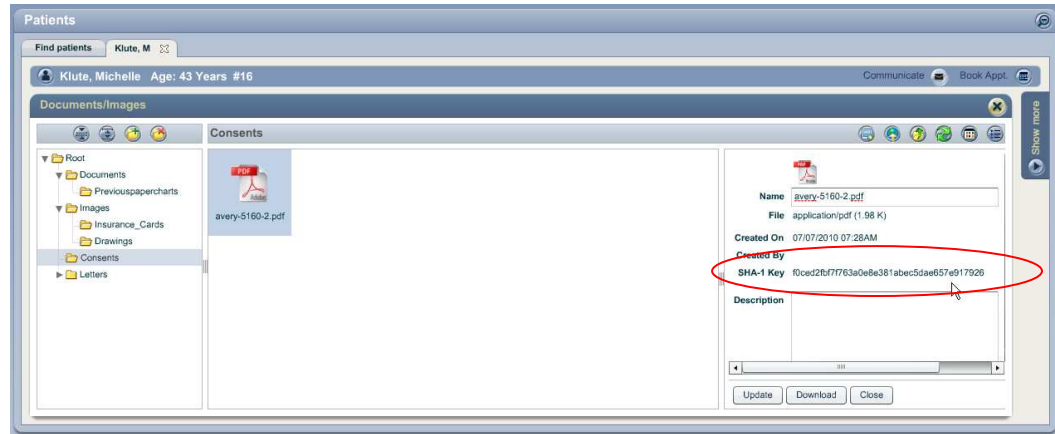 Patients
Find patients Klute, M
Klute, Michelle Age: 43 Years #16 Communicate Book Appt.
Documents/Images
Show more
Consents
Root
Documents
Previouspapercharts
Images
Insurance_Cards
Drawings
Consents
Letters
PDF
Adobe
avery-5160-2.pdf
PDF
Name avery-5160-2.pdf
File application/pdf (1.98 K)
Created On 07/07/2010 07:28AM
Created By
SHA-1 Key f0ced2fbf7f763a0e8e381abec5dae657e917926
Description
Update Download Close